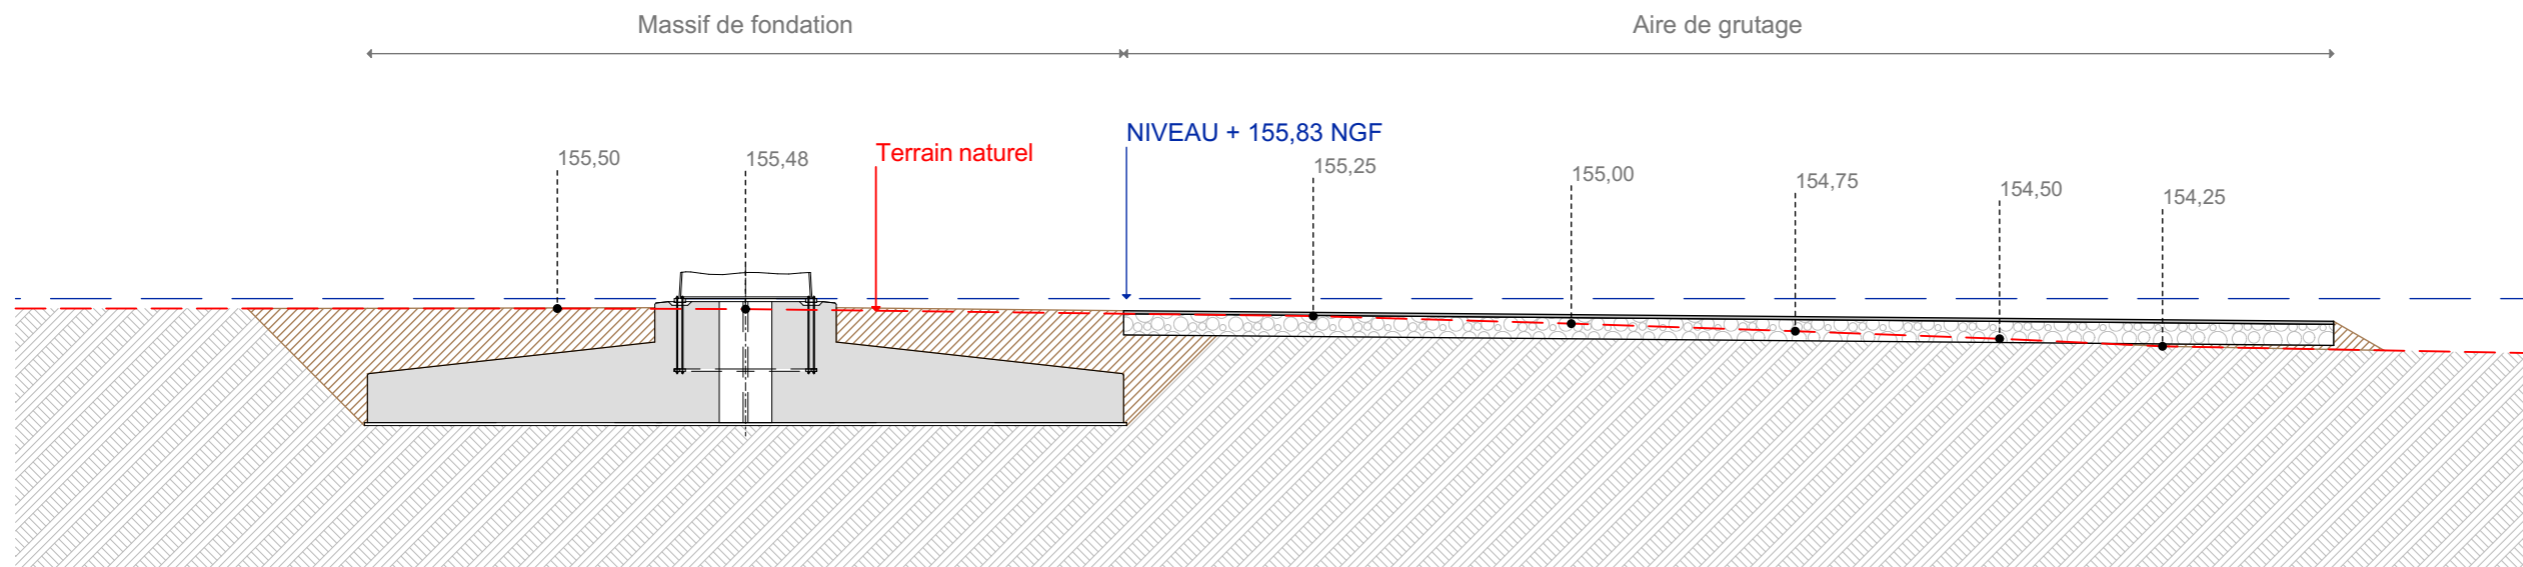 Massif de fondation
Aire de grutage
NIVEAU + 155,83 NGF
Terrain naturel
155,50
155,48
155,25
155,00
154,75
154,50
154,25